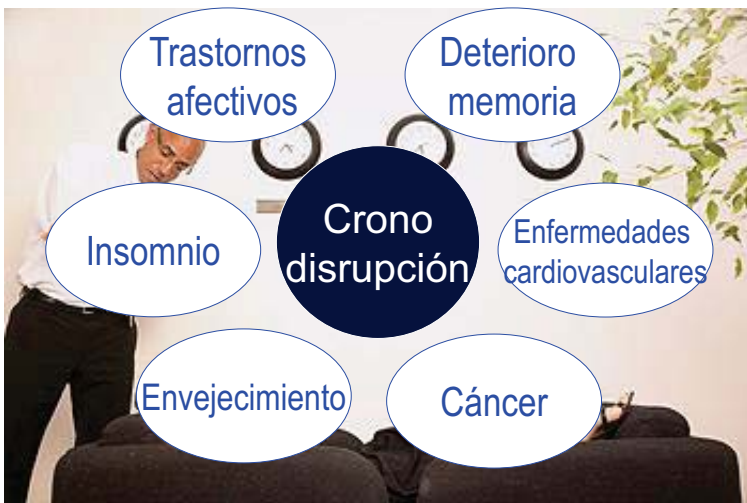 Trastornos
afectivos
Deterioro
memoria
Crono
disrupción
Insomnio
Enfermedades
cardiovasculares
Envejecimiento
Cáncer